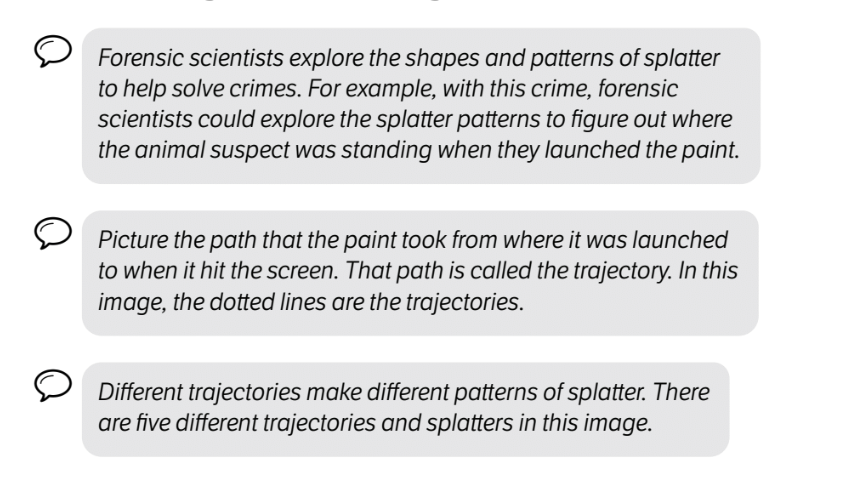 Forensic scientists explore the shapes and patterns of splatter
to help solve crimes. For example, with this crime, forensic
scientists could explore the splatter patterns to figure out where
the animal suspect was standing when they launched the paint.
Picture the path that the paint took from where it was launched
to when it hit the screen. That path is called the trajectory. In this
image, the dotted lines are the trajectories.
Different trajectories make different patterns of splatter. There
are five different trajectories and splatters in this image.